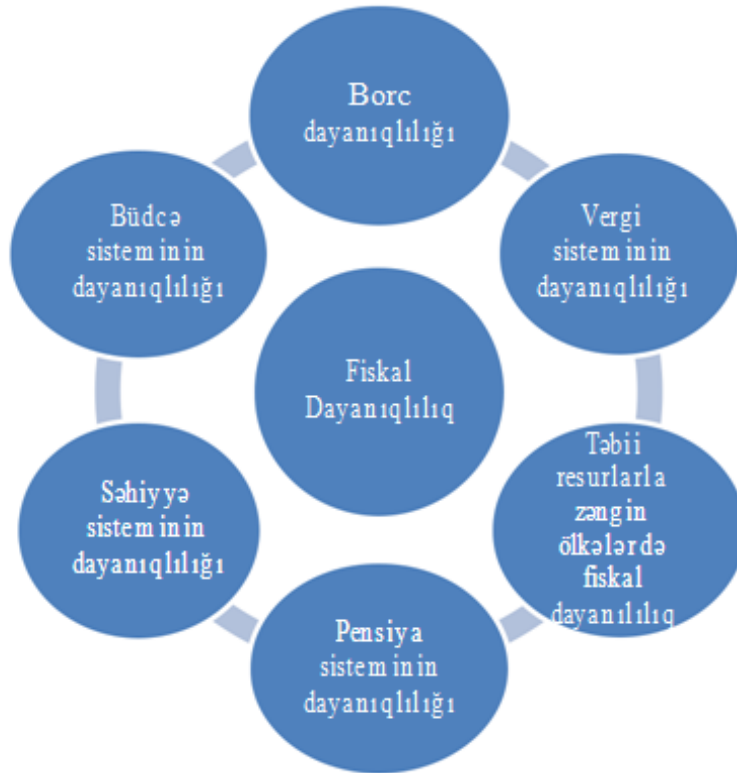 Borc
dayanıqlılığı
Büdcə
sisteminin
dayanıqlılığı
Vergi
sisteminin
dayanıqlılığı
Fiskal
Dayanıqlılıq
Səhiyyə
sisteminin
dayanıqlılığı
Təbii
resurlarla
zəngin
ölkələrdə
fiskal
dayanılılıq
Pensiya
sisteminin
dayanıqlılığı